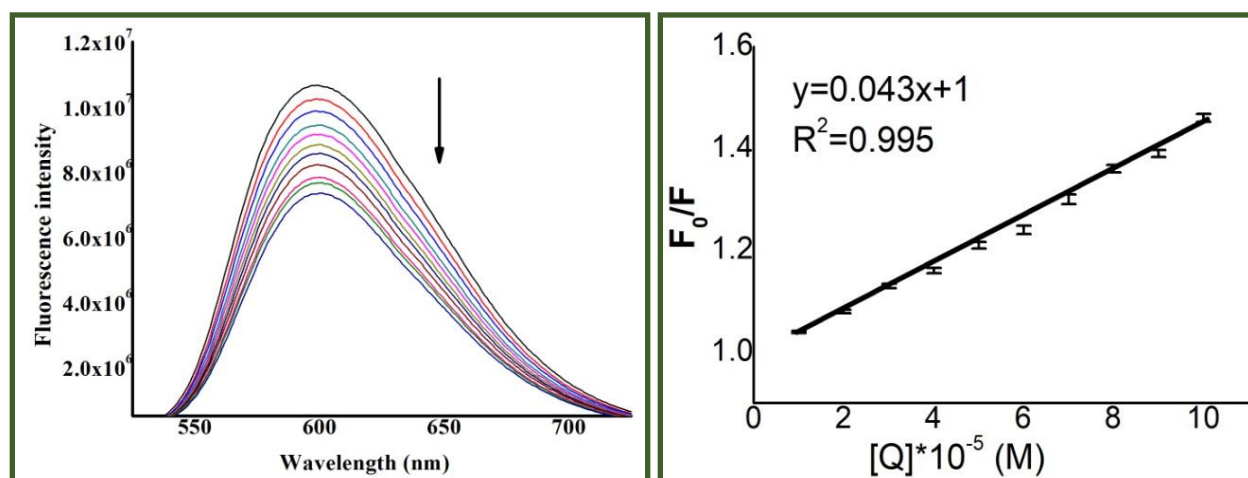 1.2x10⁷
1.0x10⁷
8.0x10⁶
6.0x10⁶
4.0x10⁶
2.0x10⁶
Fluorescence intensity
550 600 650 700
Wavelength (nm)
1.6
1.4
1.2
1.0
F₀/F
y=0.043x+1
R²=0.995
0 2 4 6 8 10
[Q]*10⁻⁵ (M)